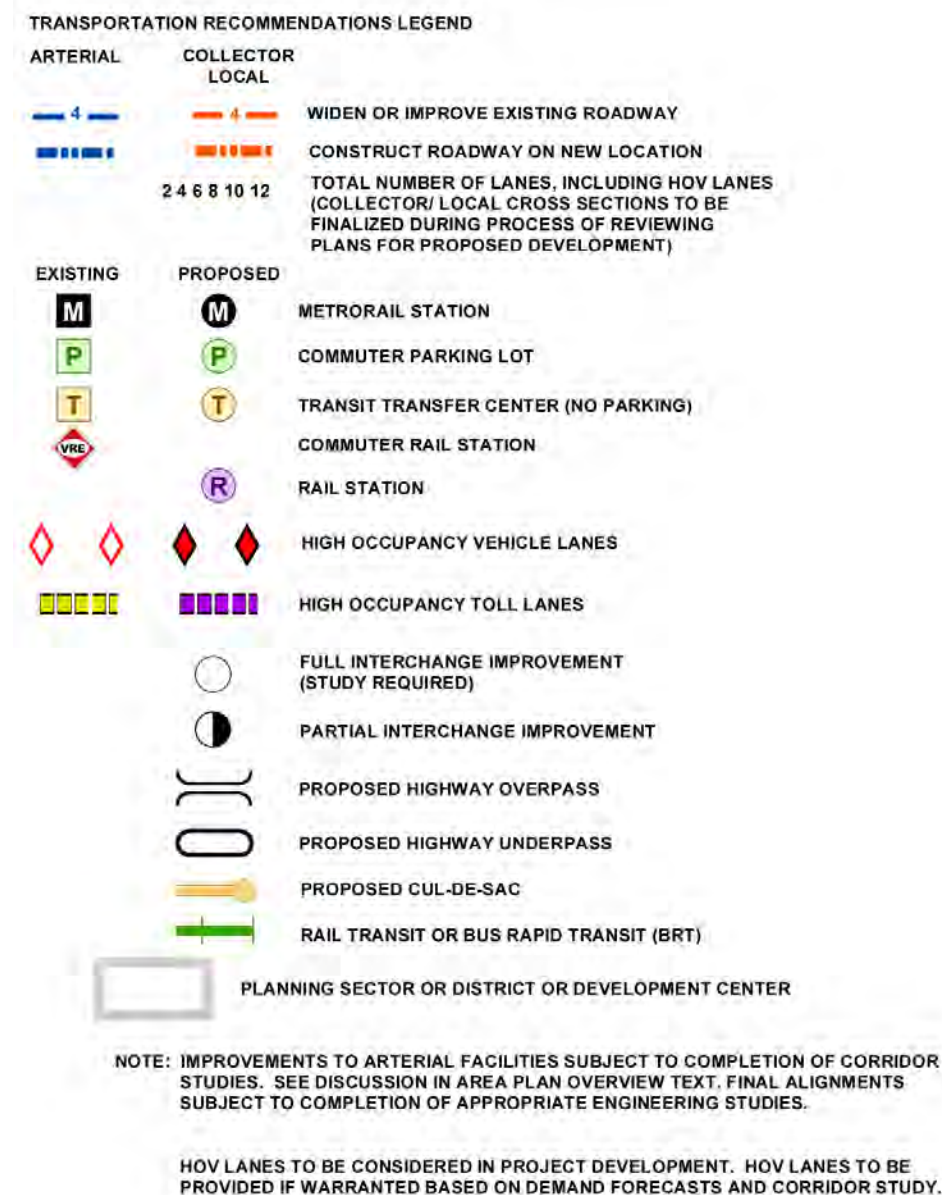 TRANSPORTATION RECOMMENDATIONS LEGEND
ARTERIAL COLLECTOR
LOCAL
4 4 WIDEN OR IMPROVE EXISTING ROADWAY
CONSTRUCT ROADWAY ON NEW LOCATION
2 4 6 8 10 12 TOTAL NUMBER OF LANES, INCLUDING HOV LANES
(COLLECTOR/ LOCAL CROSS SECTIONS TO BE
FINALIZED DURING PROCESS OF REVIEWING
PLANS FOR PROPOSED DEVELOPMENT)
EXISTING PROPOSED
M M METRORAIL STATION
P P COMMUTER PARKING LOT
T T TRANSIT TRANSFER CENTER (NO PARKING)
VRE COMMUTER RAIL STATION
R RAIL STATION
HIGH OCCUPANCY VEHICLE LANES
HIGH OCCUPANCY TOLL LANES
FULL INTERCHANGE IMPROVEMENT
(STUDY REQUIRED)
PARTIAL INTERCHANGE IMPROVEMENT
PROPOSED HIGHWAY OVERPASS
PROPOSED HIGHWAY UNDERPASS
PROPOSED CUL-DE-SAC
RAIL TRANSIT OR BUS RAPID TRANSIT (BRT)
PLANNING SECTOR OR DISTRICT OR DEVELOPMENT CENTER
NOTE: IMPROVEMENTS TO ARTERIAL FACILITIES SUBJECT TO COMPLETION OF CORRIDOR
STUDIES. SEE DISCUSSION IN AREA PLAN OVERVIEW TEXT. FINAL ALIGNMENTS
SUBJECT TO COMPLETION OF APPROPRIATE ENGINEERING STUDIES.
HOV LANES TO BE CONSIDERED IN PROJECT DEVELOPMENT. HOV LANES TO BE
PROVIDED IF WARRANTED BASED ON DEMAND FORECASTS AND CORRIDOR STUDY.